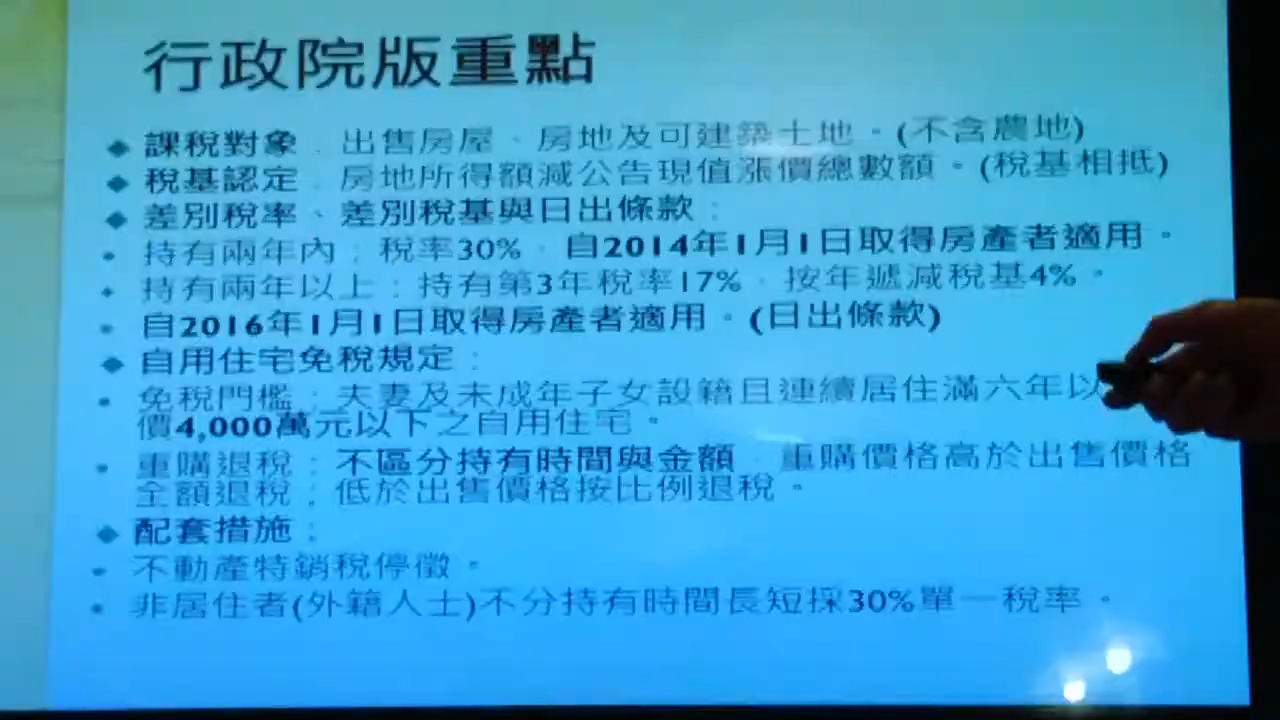 行政院版重點
◆ 課稅對象：出售房屋、房地及可建築土地。(不含農地)
◆ 稅基認定：房地所得額減公告現值漲價總數額。(稅基相抵)
◆ 差別稅率、差別稅基與日出條款：
• 持有兩年內：稅率30%，自2014年1月1日取得房產者適用。
• 持有兩年以上：持有第3年稅率17%，按年遞減稅基4%。
• 自2016年1月1日取得房產者適用。(日出條款)
◆ 自用住宅免稅規定：
• 免稅門檻：夫妻及未成年子女設籍且連續居住滿六年以
價4,000萬元以下之自用住宅。
• 重購退稅：不區分持有時間與金額，重購價格高於出售價格
全額退稅；低於出售價格按比例退稅。
◆ 配套措施：
• 不動產特銷稅停徵。
• 非居住者(外籍人士)不分持有時間長短採30%單一稅率。